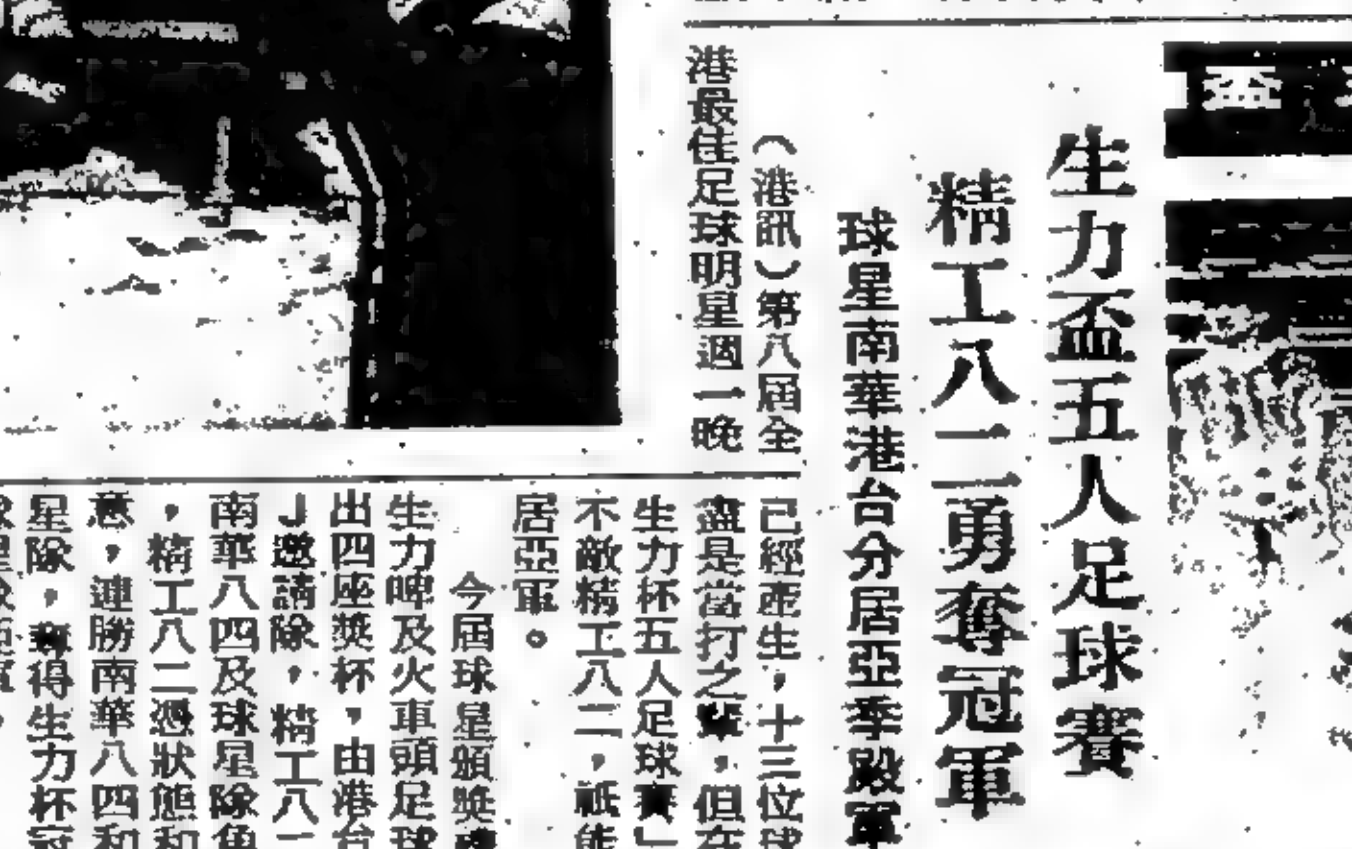 盃
生力盃五人足球賽
精工八二勇奪冠軍
球星南華港台分居亞季殿軍
（港訊）第八屆全
港最佳足球明星週一晚
已經產生，十三位球
盡是當打之輩，但在
生力杯五人足球賽」
不敵精工八二，祇能
居亞軍。
今屆球星頒獎
生力啤及火車頭足球
出四座獎杯，由港台
J邀請隊，精工八二
南華八四及球星隊角
，精工八二憑狀態和
意，連勝南華八四和
星隊，奪得生力杯冠